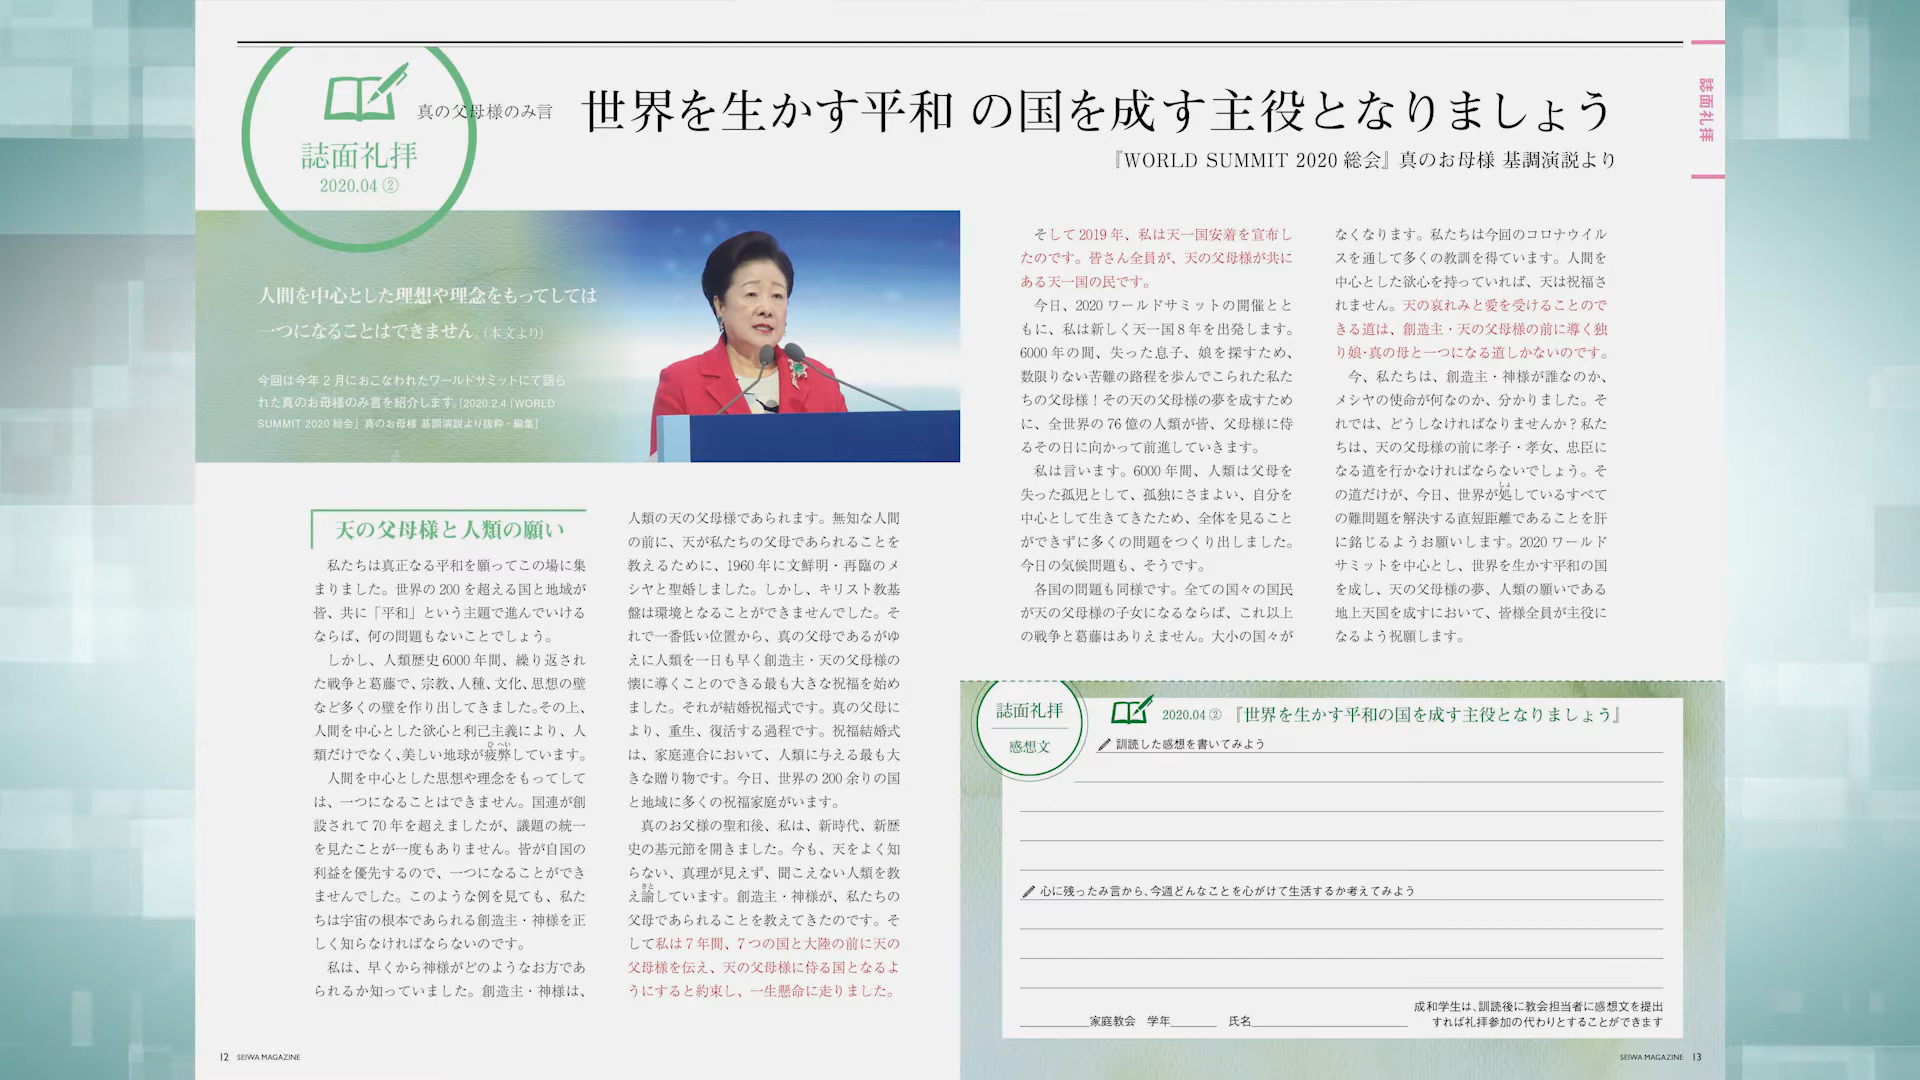 誌面礼拝
2020.04 ②
真の父母様のみ言
世界を生かす平和 の国を成す主役となりましょう
『WORLD SUMMIT 2020 総会』真のお母様 基調演説より
誌面礼拝
人間を中心とした理想や理念をもってしては
一つになることはできません。(本文より)
今回は今年2月におこなわれたワールドサミットにて語ら
れた真のお母様のみ言を紹介します。[2020.2.4「WORLD
SUMMIT 2020 総会」真のお母様 基調演説より抜粋・編集]
天の父母様と人類の願い
私たちは真正なる平和を願ってこの場に集
まりました。世界の 200 を超える国と地域が
皆、共に「平和」という主題で進んでいける
ならば、何の問題もないことでしょう。
しかし、人類歴史 6000 年間、繰り返され
た戦争と葛藤で、宗教、人種、文化、思想の壁
など多くの壁を作り出してきました。その上、
人間を中心とした欲心と利己主義により、人
類だけでなく、美しい地球が疲弊しています。
人間を中心とした思想や理念をもってして
は、一つになることはできません。国連が創
設されて 70 年を超えましたが、議題の統一
を見たことが一度もありません。皆が自国の
利益を優先するので、一つになることができ
ませんでした。このような例を見ても、私た
ちは宇宙の根本であられる創造主・神様を正
しく知らなければならないのです。
私は、早くから神様がどのようなお方であ
られるか知っていました。創造主・神様は、
人類の天の父母様であられます。無知な人間
の前に、天が私たちの父母であられることを
教えるために、1960 年に文鮮明・再臨のメ
シヤと聖婚しました。しかし、キリスト教基
盤は環境となることができませんでした。そ
れで一番低い位置から、真の父母であるがゆ
えに人類を一日も早く創造主・天の父母様の
懐に導くことのできる最も大きな祝福を始め
ました。それが結婚祝福式です。真の父母に
より、重生、復活する過程です。祝福結婚式
は、家庭連合において、人類に与える最も大
きな贈り物です。今日、世界の 200 余りの国
と地域に多くの祝福家庭がいます。
真のお父様の聖和後、私は、新時代、新歴
史の基元節を開きました。今も、天をよく知
らない、真理が見えず、聞こえない人類を教
え諭しています。創造主・神様が、私たちの
父母であられることを教えてきたのです。そ
して私は 7 年間、7 つの国と大陸の前に天の
父母様を伝え、天の父母様に侍る国となるよ
うにすると約束し、一生懸命に走りました。
そして 2019 年、私は天一国安着を宣布し
たのです。皆さん全員が、天の父母様が共に
ある天一国の民です。
今日、2020 ワールドサミットの開催とと
もに、私は新しく天一国 8 年を出発します。
6000 年の間、失った息子、娘を探すため、
数限りない苦難の路程を歩んでこられた私た
ちの父母様！その天の父母様の夢を成すため
に、全世界の 76 億の人類が皆、父母様に侍
るその日に向かって前進していきます。
私は言います。6000 年間、人類は父母を
失った孤児として、孤独にさまよい、自分を
中心として生きてきたため、全体を見ること
ができずに多くの問題をつくり出しました。
今日の気候問題も、そうです。
各国の問題も同様です。全ての国々の国民
が天の父母様の子女になるならば、これ以上
の戦争と葛藤はありえません。大小の国々が
なくなります。私たちは今回のコロナウイル
スを通して多くの教訓を得ています。人間を
中心とした欲心を持っていれば、天は祝福さ
れません。天の哀れみと愛を受けることので
きる道は、創造主・天の父母様の前に導く独
り娘・真の母と一つになる道しかないのです。
今、私たちは、創造主・神様が誰なのか、
メシヤの使命が何なのか、分かりました。そ
れでは、どうしなければなりませんか？私た
ちは、天の父母様の前に孝子・孝女、忠臣に
なる道を行かなければならないでしょう。そ
の道だけが、今日、世界が処しているすべて
の難問題を解決する直短距離であることを肝
に銘じるようお願いします。2020 ワールド
サミットを中心とし、世界を生かす平和の国
を成し、天の父母様の夢、人類の願いである
地上天国を成すにおいて、皆様全員が主役に
なるよう祝願します。
誌面礼拝
感想文
2020.04 ②『世界を生かす平和の国を成す主役となりましょう』
訓読した感想を書いてみよう
心に残ったみ言から、今週どんなことを心がけて生活するか考えてみよう
成和学生は、訓読後に教会担当者に感想文を提出
すれば礼拝参加の代わりとすることができます
家庭教会 学年 氏名
12 SEIWA MAGAZINE
SEIWA MAGAZINE 13